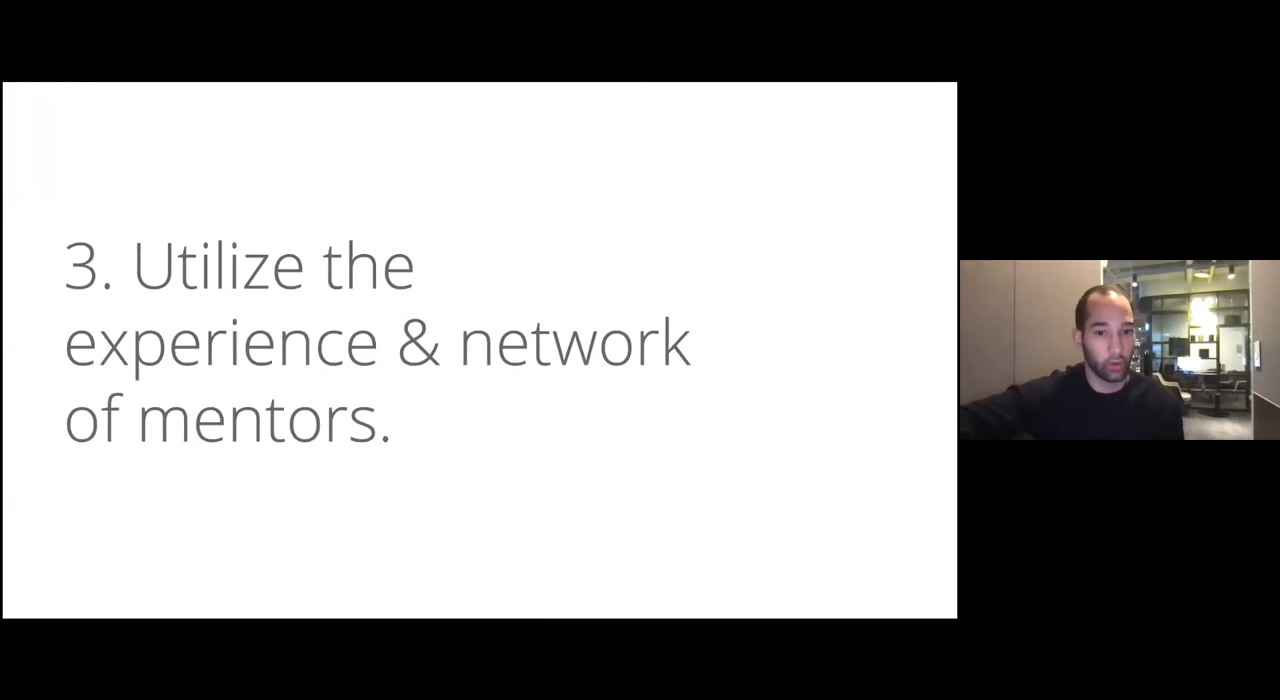 3. Utilize the
experience & network
of mentors.